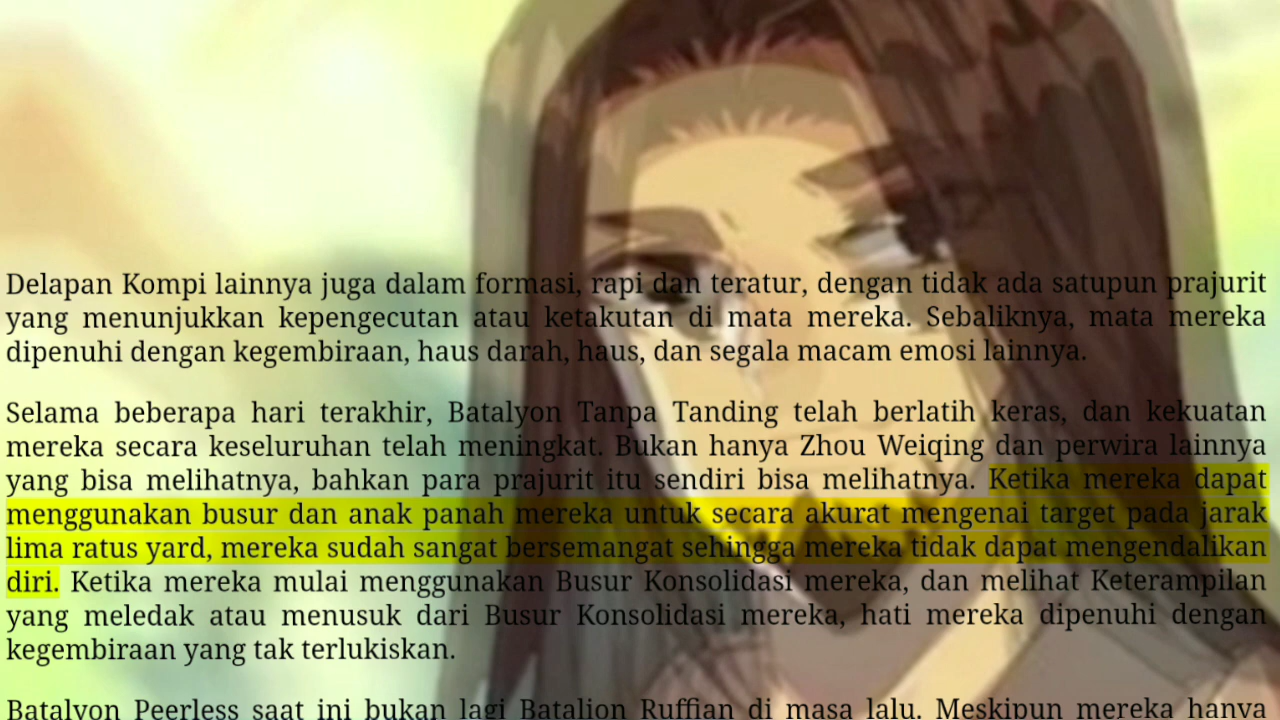 Delapan Kompi lainnya juga dalam formasi, rapi dan teratur, dengan tidak ada satupun prajurit
yang menunjukkan kepengecutan atau ketakutan di mata mereka. Sebaliknya, mata mereka
dipenuhi dengan kegembiraan, haus darah, haus, dan segala macam emosi lainnya.
Selama beberapa hari terakhir, Batalyon Tanpa Tanding telah berlatih keras, dan kekuatan
mereka secara keseluruhan telah meningkat. Bukan hanya Zhou Weiqing dan perwira lainnya
yang bisa melihatnya, bahkan para prajurit itu sendiri bisa melihatnya. Ketika mereka dapat
menggunakan busur dan anak panah mereka untuk secara akurat mengenai target pada jarak
lima ratus yard, mereka sudah sangat bersemangat sehingga mereka tidak dapat mengendalikan
diri. Ketika mereka mulai menggunakan Busur Konsolidasi mereka, dan melihat Keterampilan
yang meledak atau menusuk dari Busur Konsolidasi mereka, hati mereka dipenuhi dengan
kegembiraan yang tak terlukiskan.
Batalyon Peerless saat ini bukan lagi Batalion Ruffian di masa lalu. Meskipun mereka hanya